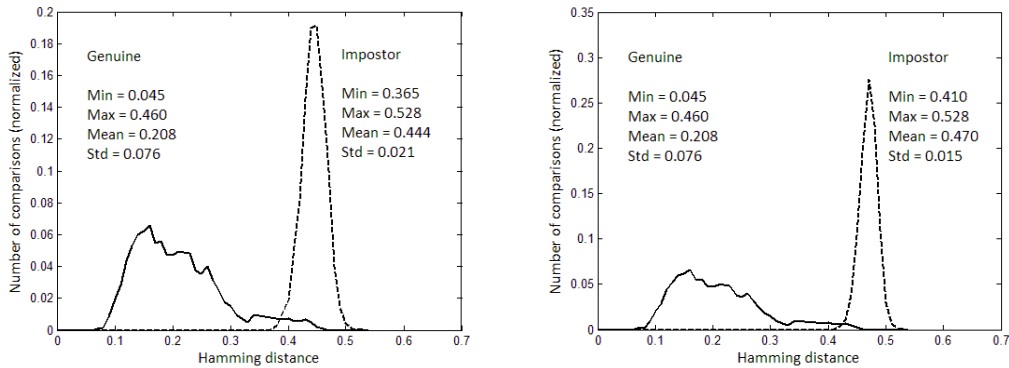 0.2
0.18
0.16
0.14
0.12
0.1
0.08
0.06
0.04
0.02
0
Number of comparisons (normalized)
Genuine
Min = 0.045
Max = 0.460
Mean = 0.208
Std = 0.076
Impostor
Min = 0.365
Max = 0.528
Mean = 0.444
Std = 0.021
0 0.1 0.2 0.3 0.4 0.5 0.6 0.7
Hamming distance
0.35
0.3
0.25
0.2
0.15
0.1
0.05
0
Number of comparisons (normalized)
Genuine
Min = 0.045
Max = 0.460
Mean = 0.208
Std = 0.076
Impostor
Min = 0.410
Max = 0.528
Mean = 0.470
Std = 0.015
0 0.1 0.2 0.3 0.4 0.5 0.6 0.7
Hamming distance